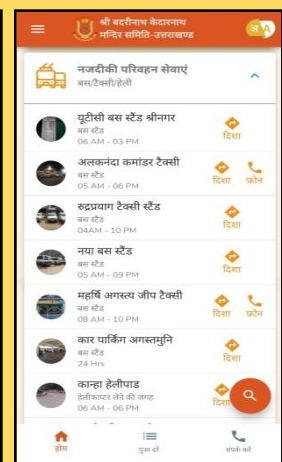 श्री बदरीनाथ केदारनाथ
मन्दिर समिति-उत्तराखण्ड
अ A
नजदीकी परिवहन सेवाएं
बस/टैक्सी/हेली
यूटीसी बस स्टैंड श्रीनगर
बस स्टैंड
06 AM - 03 PM
दिशा
अलकनंदा कमांडर टैक्सी
बस स्टैंड
05 AM - 06 PM
दिशा फ़ोन
रुद्रप्रयाग टैक्सी स्टैंड
बस स्टैंड
04AM - 10 PM
दिशा
नया बस स्टैंड
बस स्टैंड
05 AM - 09 PM
दिशा
महर्षि अगस्त्य जीप टैक्सी
बस स्टैंड
08 AM - 10 PM
दिशा फ़ोन
कार पार्किंग अगस्तमुनि
बस स्टैंड
24 Hrs
दिशा
कान्हा हेलीपाड
हेलीकाप्टर लेने की जगह
06 AM - 06 PM
होम पूजा दरें संपर्क करें